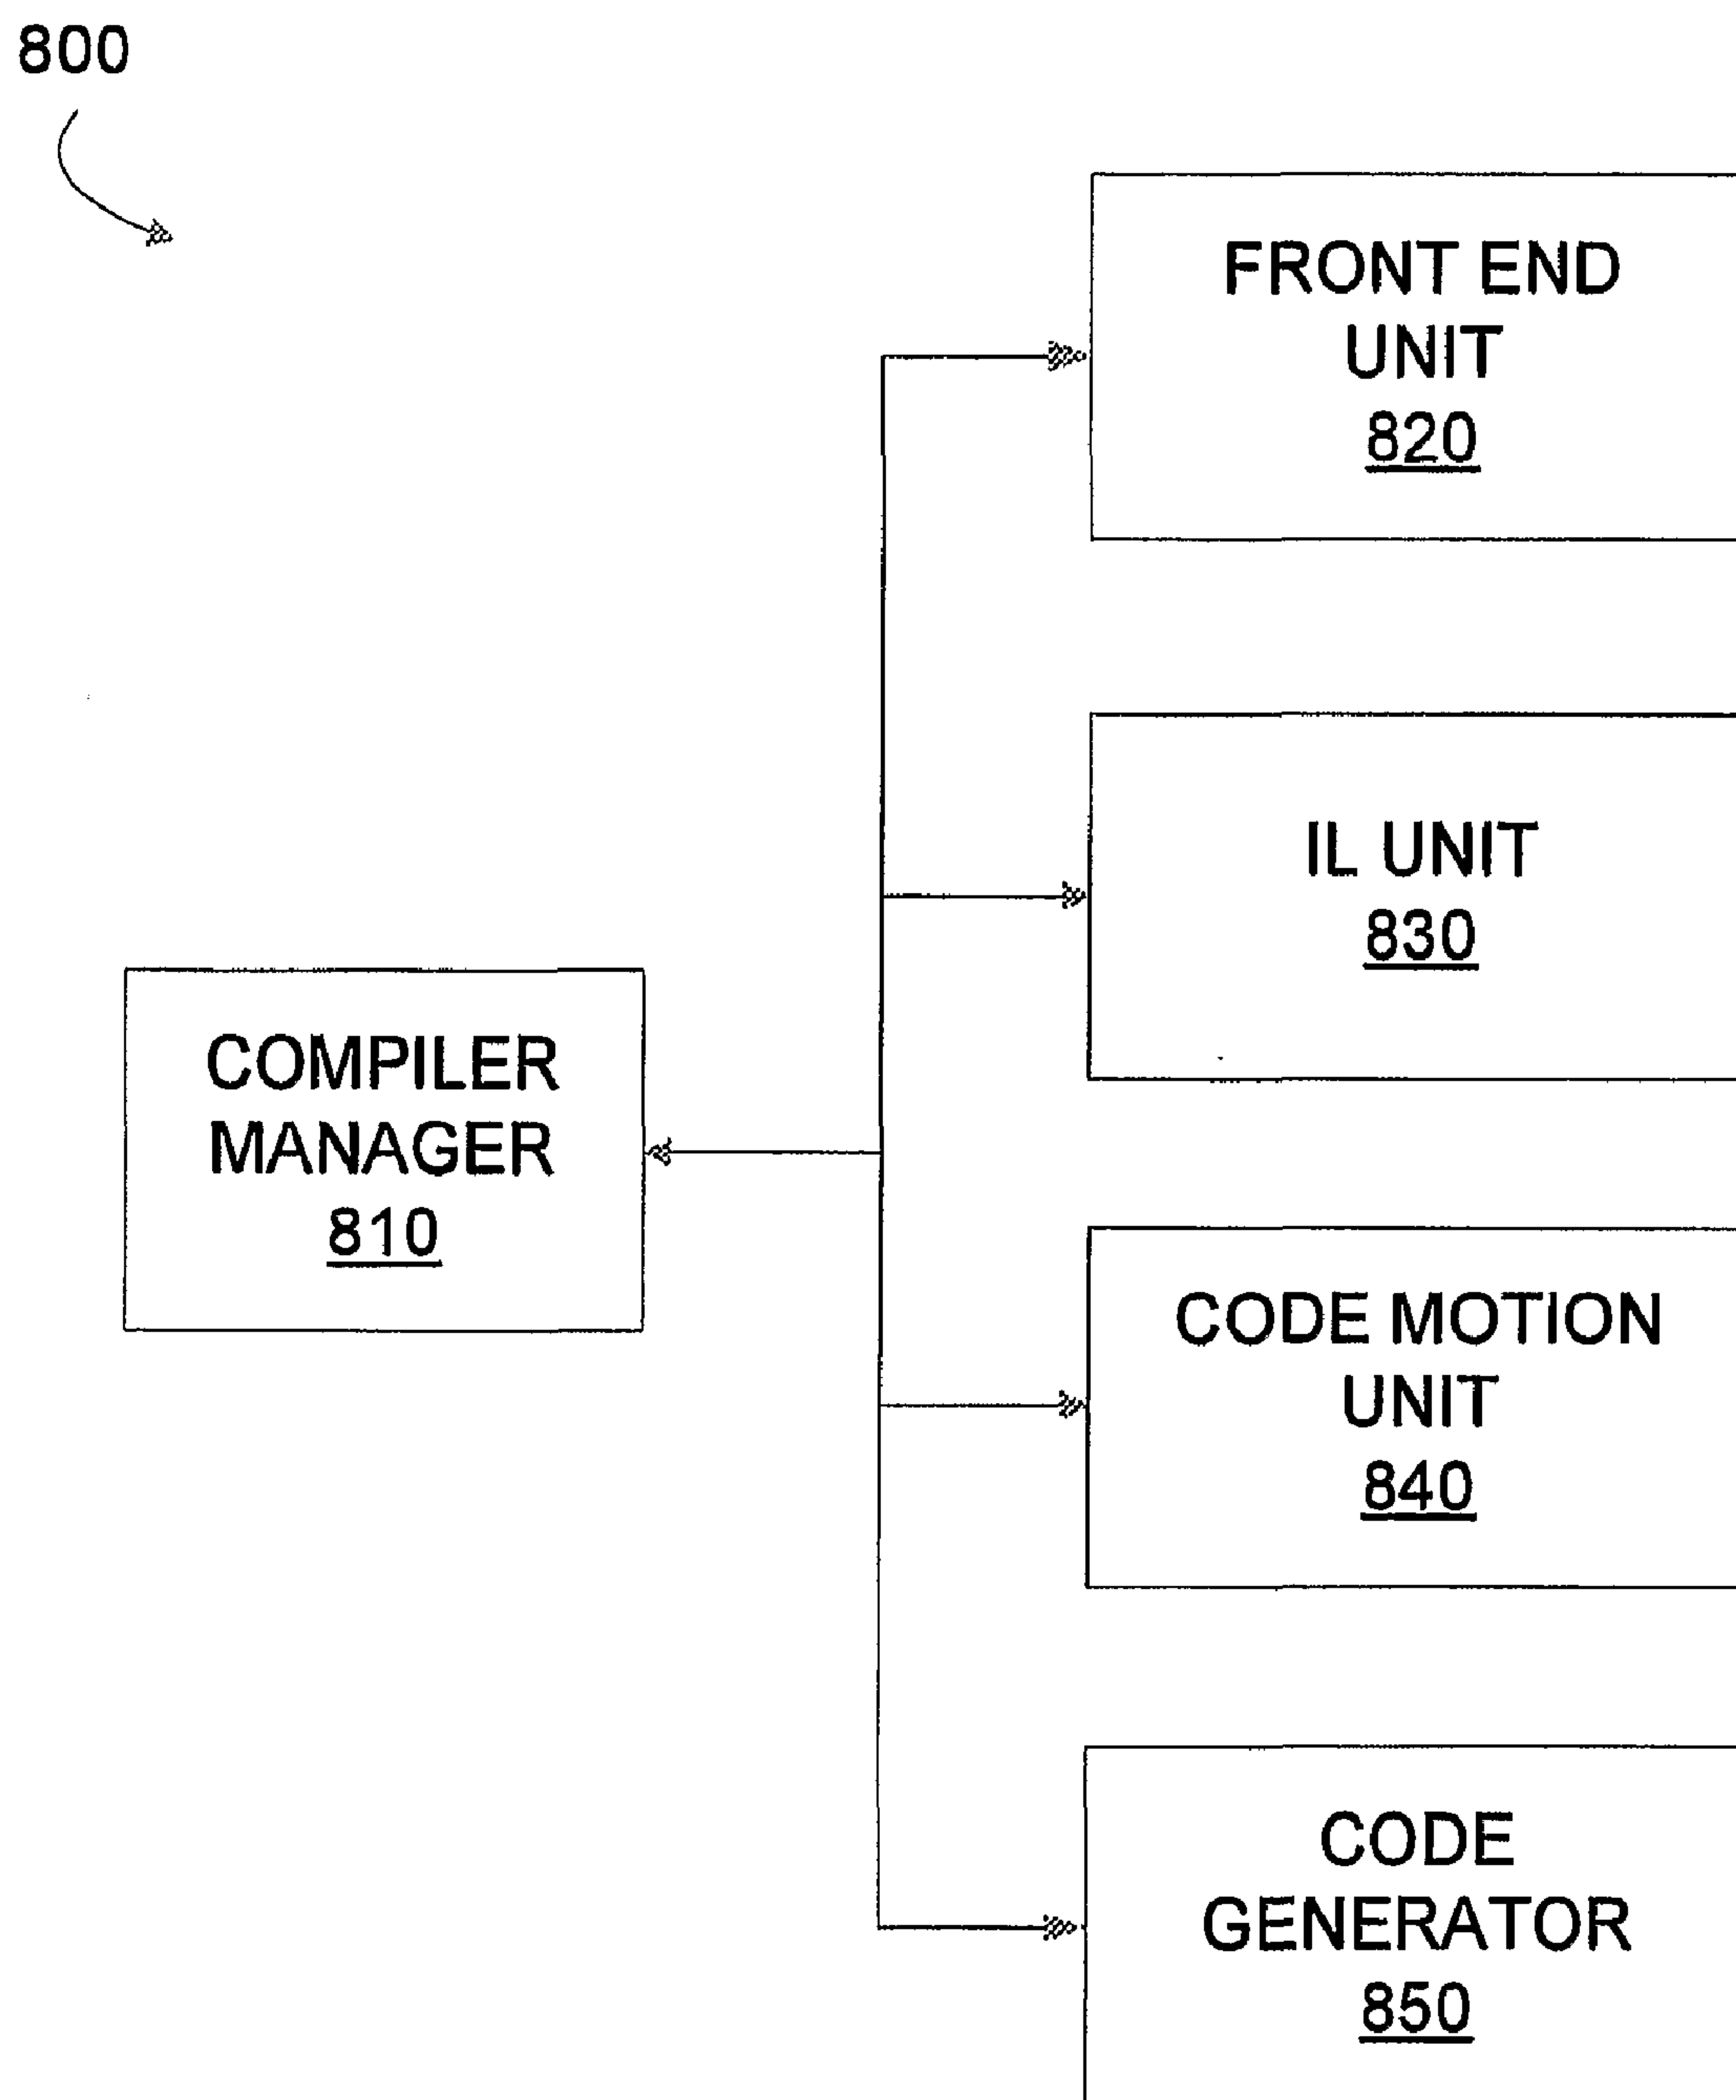 800
FRONT END
UNIT
820
IL UNIT
830
COMPILER
MANAGER
810
CODE MOTION
UNIT
840
CODE
GENERATOR
850